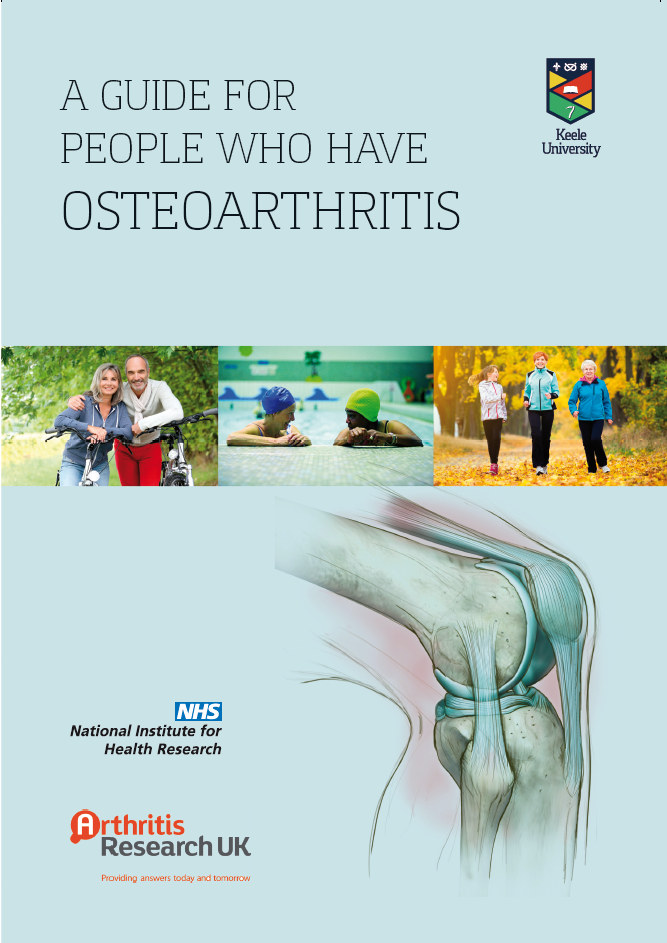 A GUIDE FOR
PEOPLE WHO HAVE
OSTEOARTHRITIS
Keele
University
NHS
National Institute for
Health Research
Arthritis
Research UK
Providing answers today and tomorrow